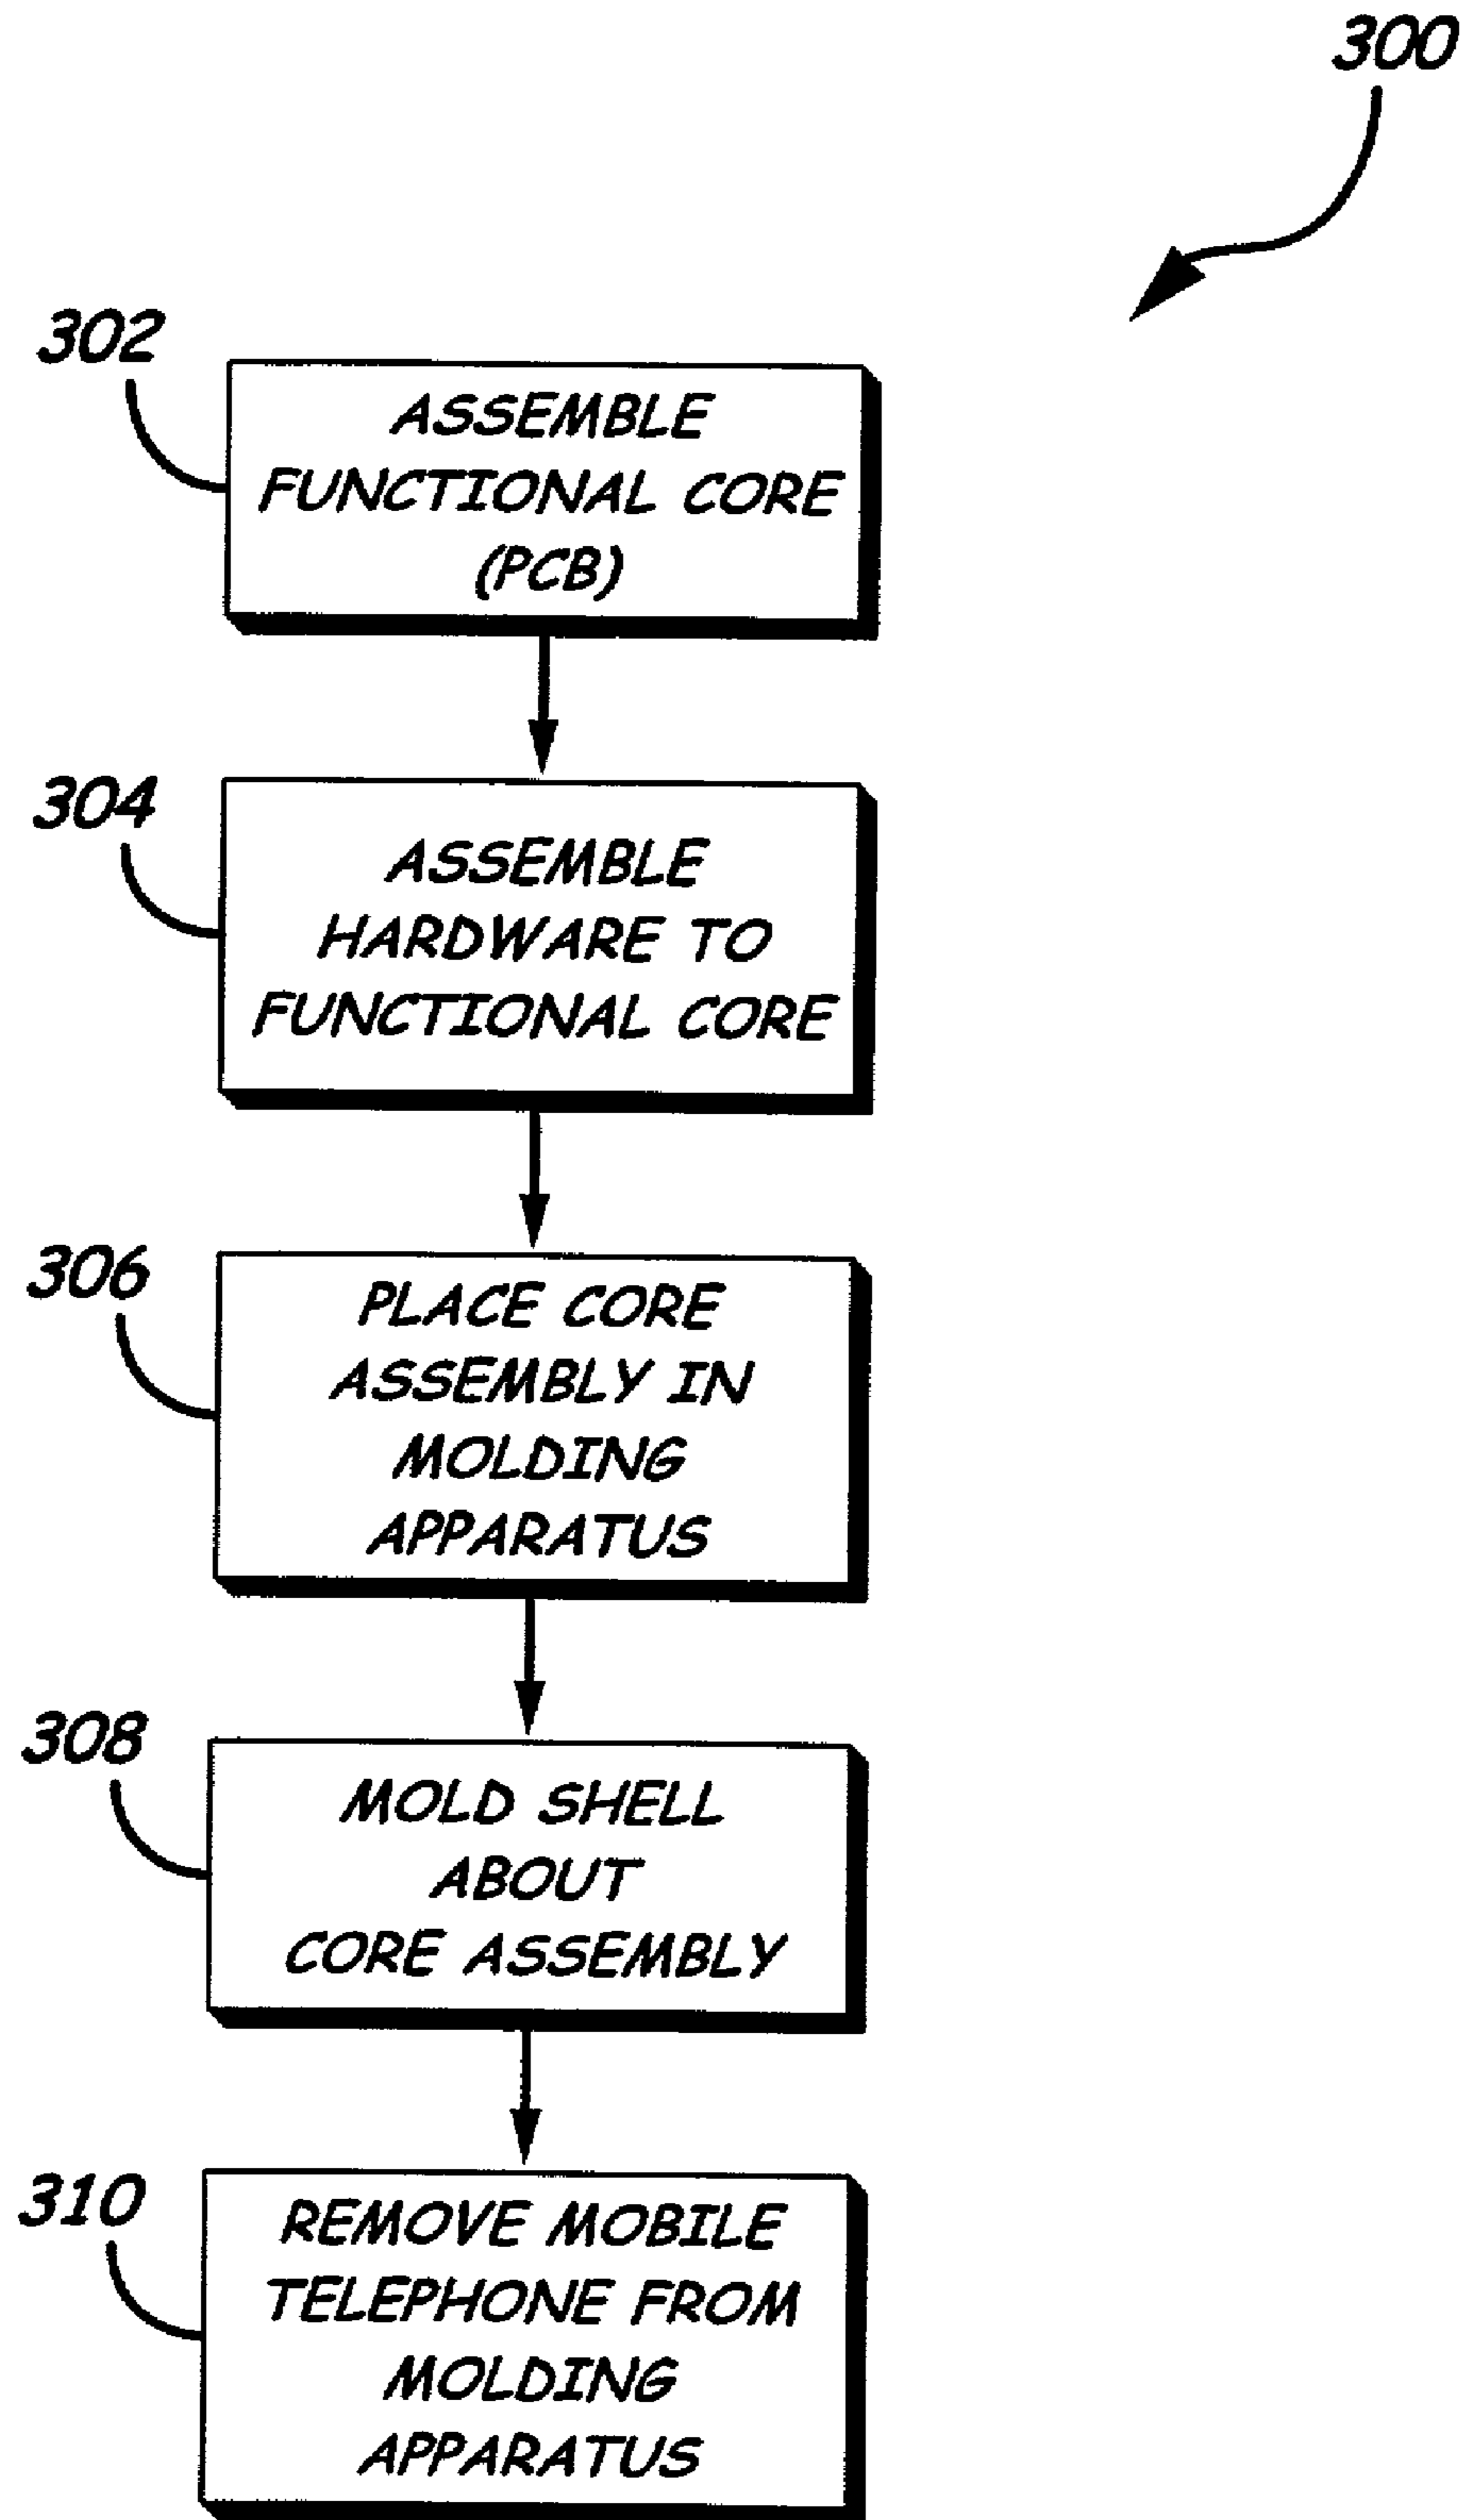 300
302
ASSEMBLE
FUNCTIONAL CORE
(PCB)
304
ASSEMBLE
HARDWARE TO
FUNCTIONAL CORE
306
PLACE CORE
ASSEMBLY IN
MOLDING
APPARATUS
308
MOLD SHELL
ABOUT
CORE ASSEMBLY
310
REMOVE MOBILE
TELEPHONE FROM
MOLDING
APPARATUS